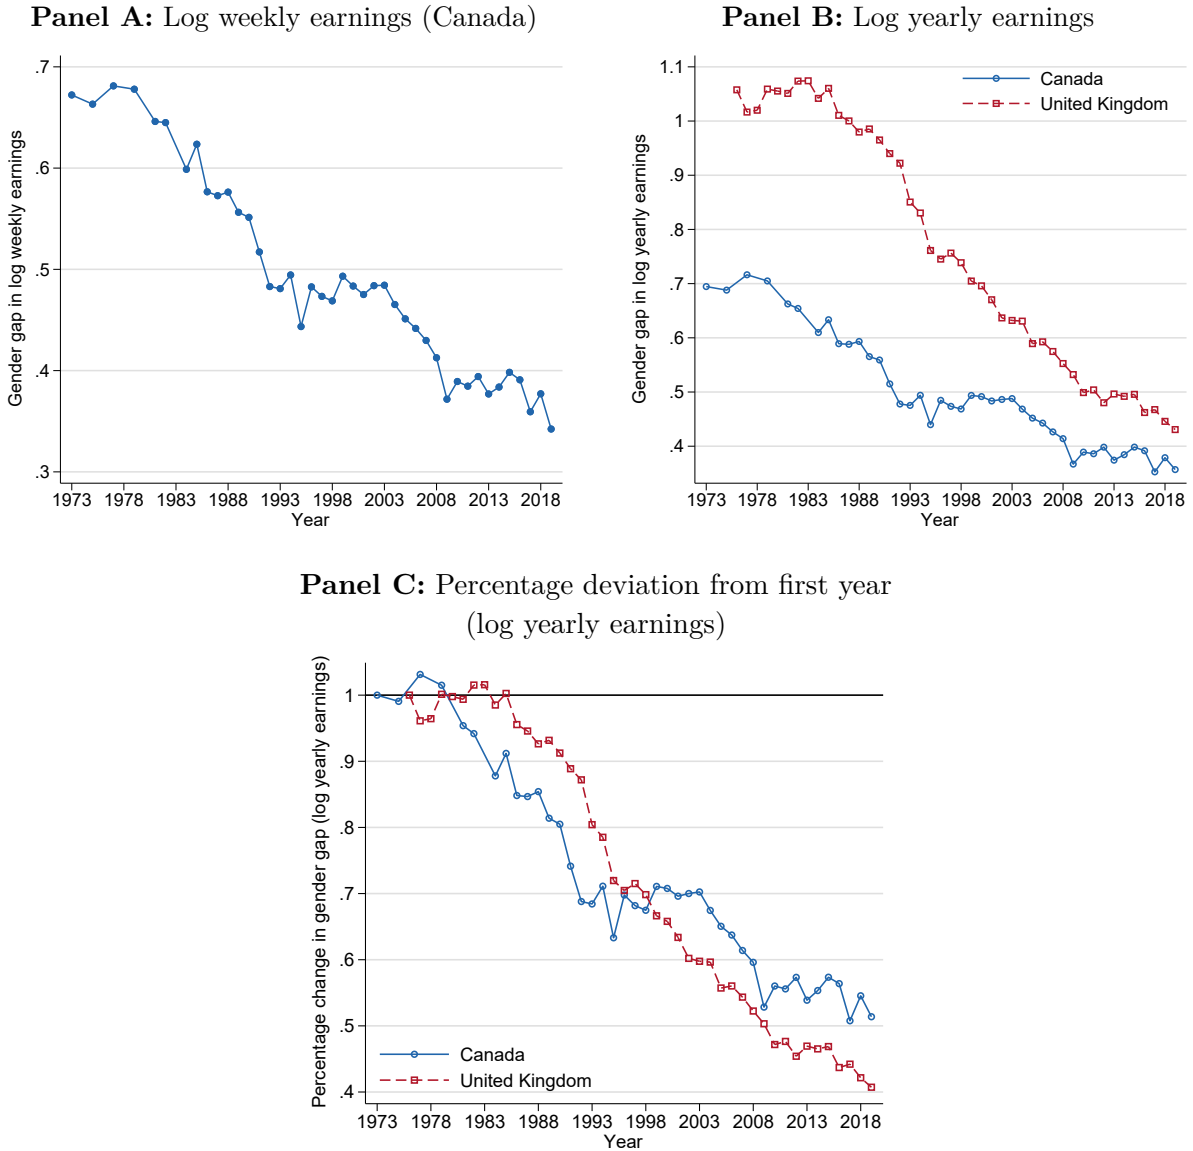 Panel A: Log weekly earnings (Canada)
Gender gap in log weekly earnings
.7
.6
.5
.4
.3
1973 1978 1983 1988 1993 1998 2003 2008 2013 2018
Year
Panel B: Log yearly earnings
Gender gap in log yearly earnings
1.1
1
.9
.8
.7
.6
.5
.4
Canada
United Kingdom
1973 1978 1983 1988 1993 1998 2003 2008 2013 2018
Year
Panel C: Percentage deviation from first year
(log yearly earnings)
Percentage change in gender gap (log yearly earnings)
1
.9
.8
.7
.6
.5
.4
Canada
United Kingdom
1973 1978 1983 1988 1993 1998 2003 2008 2013 2018
Year